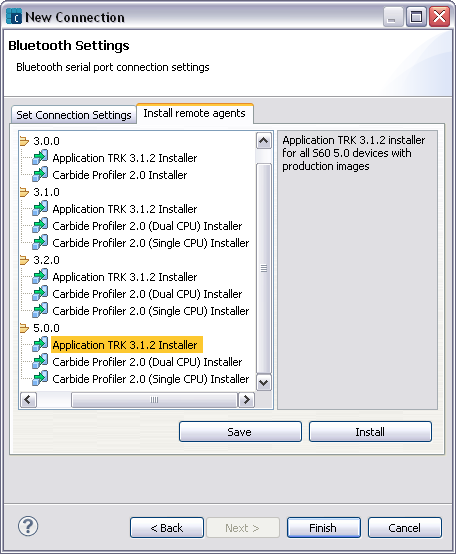 New Connection
Bluetooth Settings
Bluetooth serial port connection settings
Set Connection Settings
Install remote agents
3.0.0
Application TRK 3.1.2 Installer
Carbide Profiler 2.0 Installer
3.1.0
Application TRK 3.1.2 Installer
Carbide Profiler 2.0 (Dual CPU) Installer
Carbide Profiler 2.0 (Single CPU) Installer
3.2.0
Application TRK 3.1.2 Installer
Carbide Profiler 2.0 (Dual CPU) Installer
Carbide Profiler 2.0 (Single CPU) Installer
5.0.0
Application TRK 3.1.2 Installer
Carbide Profiler 2.0 (Dual CPU) Installer
Carbide Profiler 2.0 (Single CPU) Installer
Application TRK 3.1.2 installer
for all S60 5.0 devices with
production images
Save
Install
?
< Back
Next >
Finish
Cancel